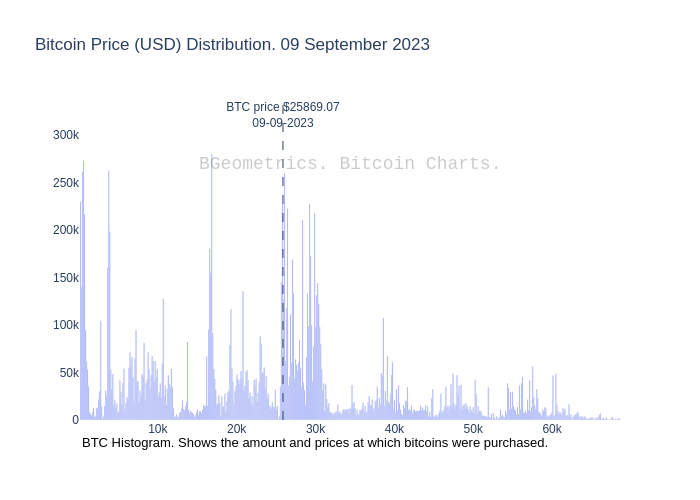 Bitcoin Price (USD) Distribution. 09 September 2023
BTC price $25869.07
09-09-2023
300k
BGeometrics. Bitcoin Charts.
250k
200k
150k
100k
50k
0
10k 20k 30k 40k 50k 60k
BTC Histogram. Shows the amount and prices at which bitcoins were purchased.